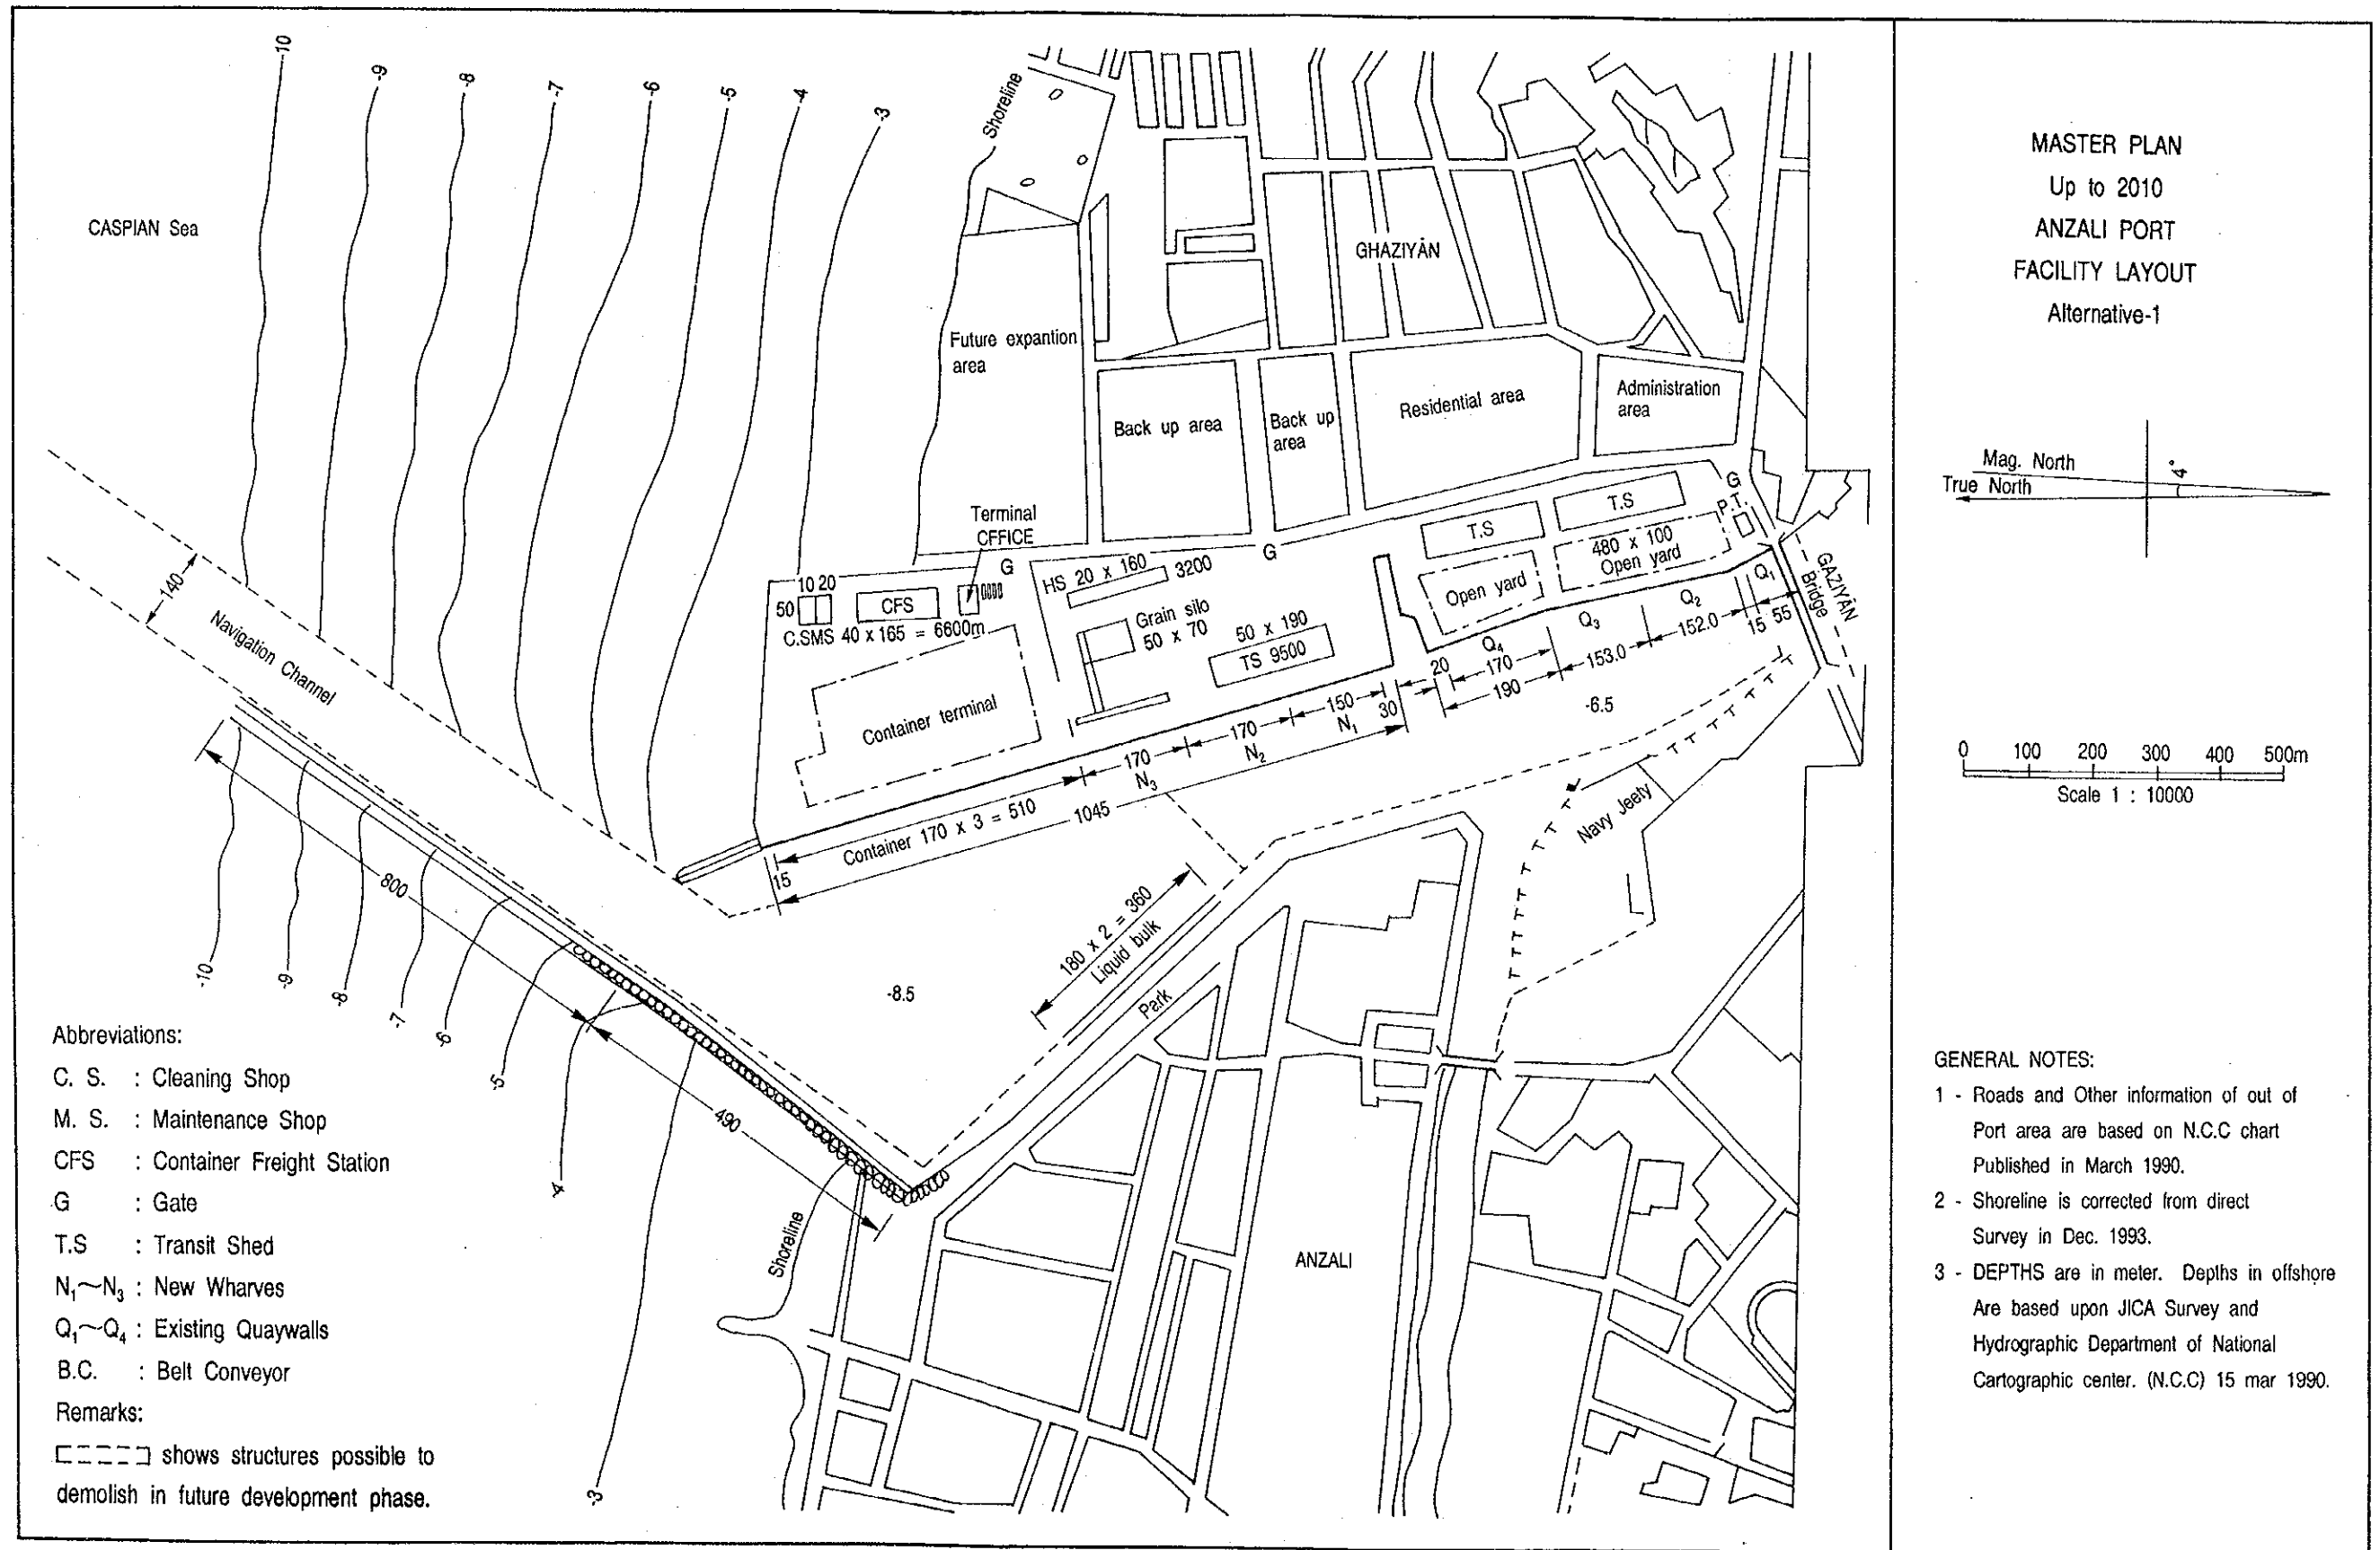 -10
-9
-8
-7
-6
-5
-4
-3
Shoreline
CASPIAN Sea
GHAZIYĀN
Future expantion
area
Back up area
Back up
area
Residential area
Administration
area
Terminal
CFFICE
G
G
G
P.T.
T.S
T.S
480 x 100
Open yard
Open yard
GAZIYĀN
Bridge
10 20
50
CFS
C.SMS 40 x 165 = 6600m
HS 20 x 160
3200
Grain silo
50 x 70
50 x 190
TS 9500
Container terminal
140
Navigation Channel
Q1
Q2
Q3
Q4
55
15
152.0
153.0
170
190
20
30
150
N1
170
N2
170
N3
-6.5
Container 170 x 3 = 510
1045
15
Navy Jeety
180 x 2 = 360
Liquid bulk
Park
-8.5
800
490
-10
-9
-8
-7
-6
-5
-4
-3
Shoreline
ANZALI
Abbreviations:
C. S. : Cleaning Shop
M. S. : Maintenance Shop
CFS : Container Freight Station
G : Gate
T.S : Transit Shed
N1~N3 : New Wharves
Q1~Q4 : Existing Quaywalls
B.C. : Belt Conveyor
Remarks:
shows structures possible to
demolish in future development phase.
MASTER PLAN
Up to 2010
ANZALI PORT
FACILITY LAYOUT
Alternative-1
Mag. North
True North
4°
0 100 200 300 400 500m
Scale 1 : 10000
GENERAL NOTES:
1 - Roads and Other information of out of
Port area are based on N.C.C chart
Published in March 1990.
2 - Shoreline is corrected from direct
Survey in Dec. 1993.
3 - DEPTHS are in meter. Depths in offshore
Are based upon JICA Survey and
Hydrographic Department of National
Cartographic center. (N.C.C) 15 mar 1990.